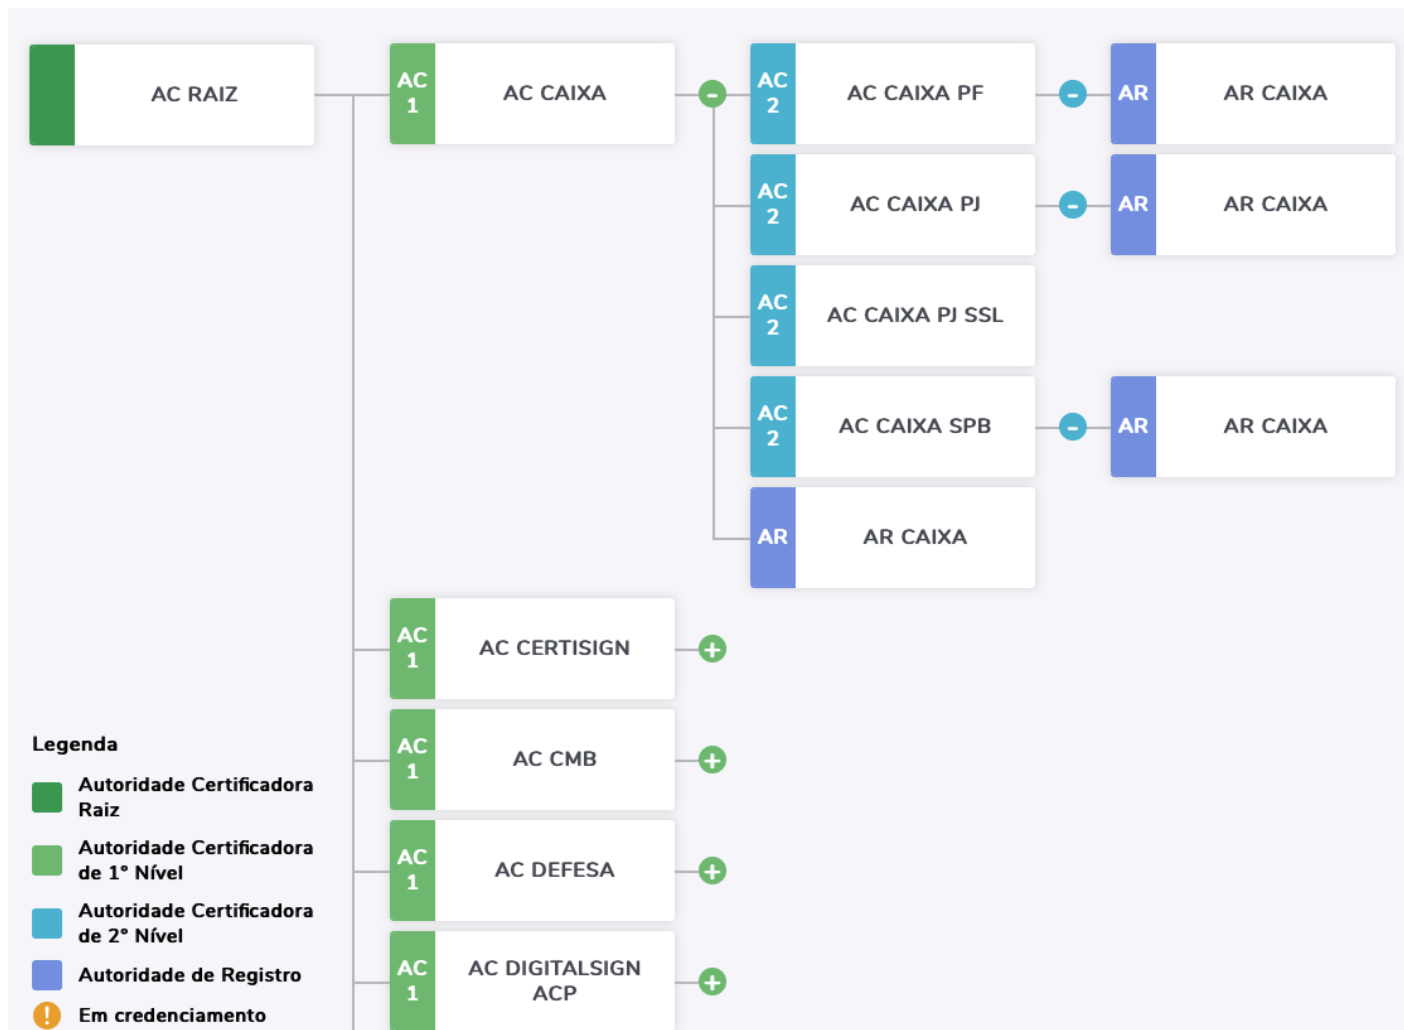 AC RAIZ
AC
1
AC CAIXA
-
AC
2
AC CAIXA PF
-
AR
AR CAIXA
AC
2
AC CAIXA PJ
-
AR
AR CAIXA
AC
2
AC CAIXA PJ SSL
AC
2
AC CAIXA SPB
-
AR
AR CAIXA
AR
AR CAIXA
AC
1
AC CERTISIGN
+
AC
1
AC CMB
+
AC
1
AC DEFESA
+
AC
1
AC DIGITALSIGN
ACP
+
Legenda
Autoridade Certificadora
Raiz
Autoridade Certificadora
de 1º Nível
Autoridade Certificadora
de 2º Nível
Autoridade de Registro
! Em credenciamento